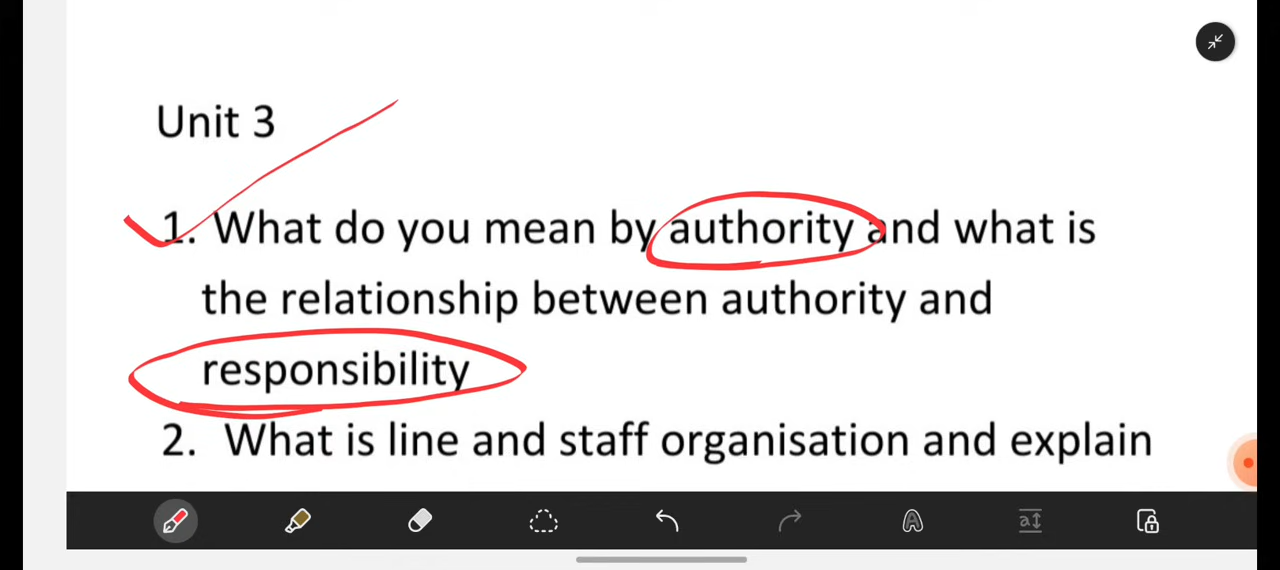 Unit 3
1. What do you mean by authority and what is
the relationship between authority and
responsibility
2. What is line and staff organisation and explain